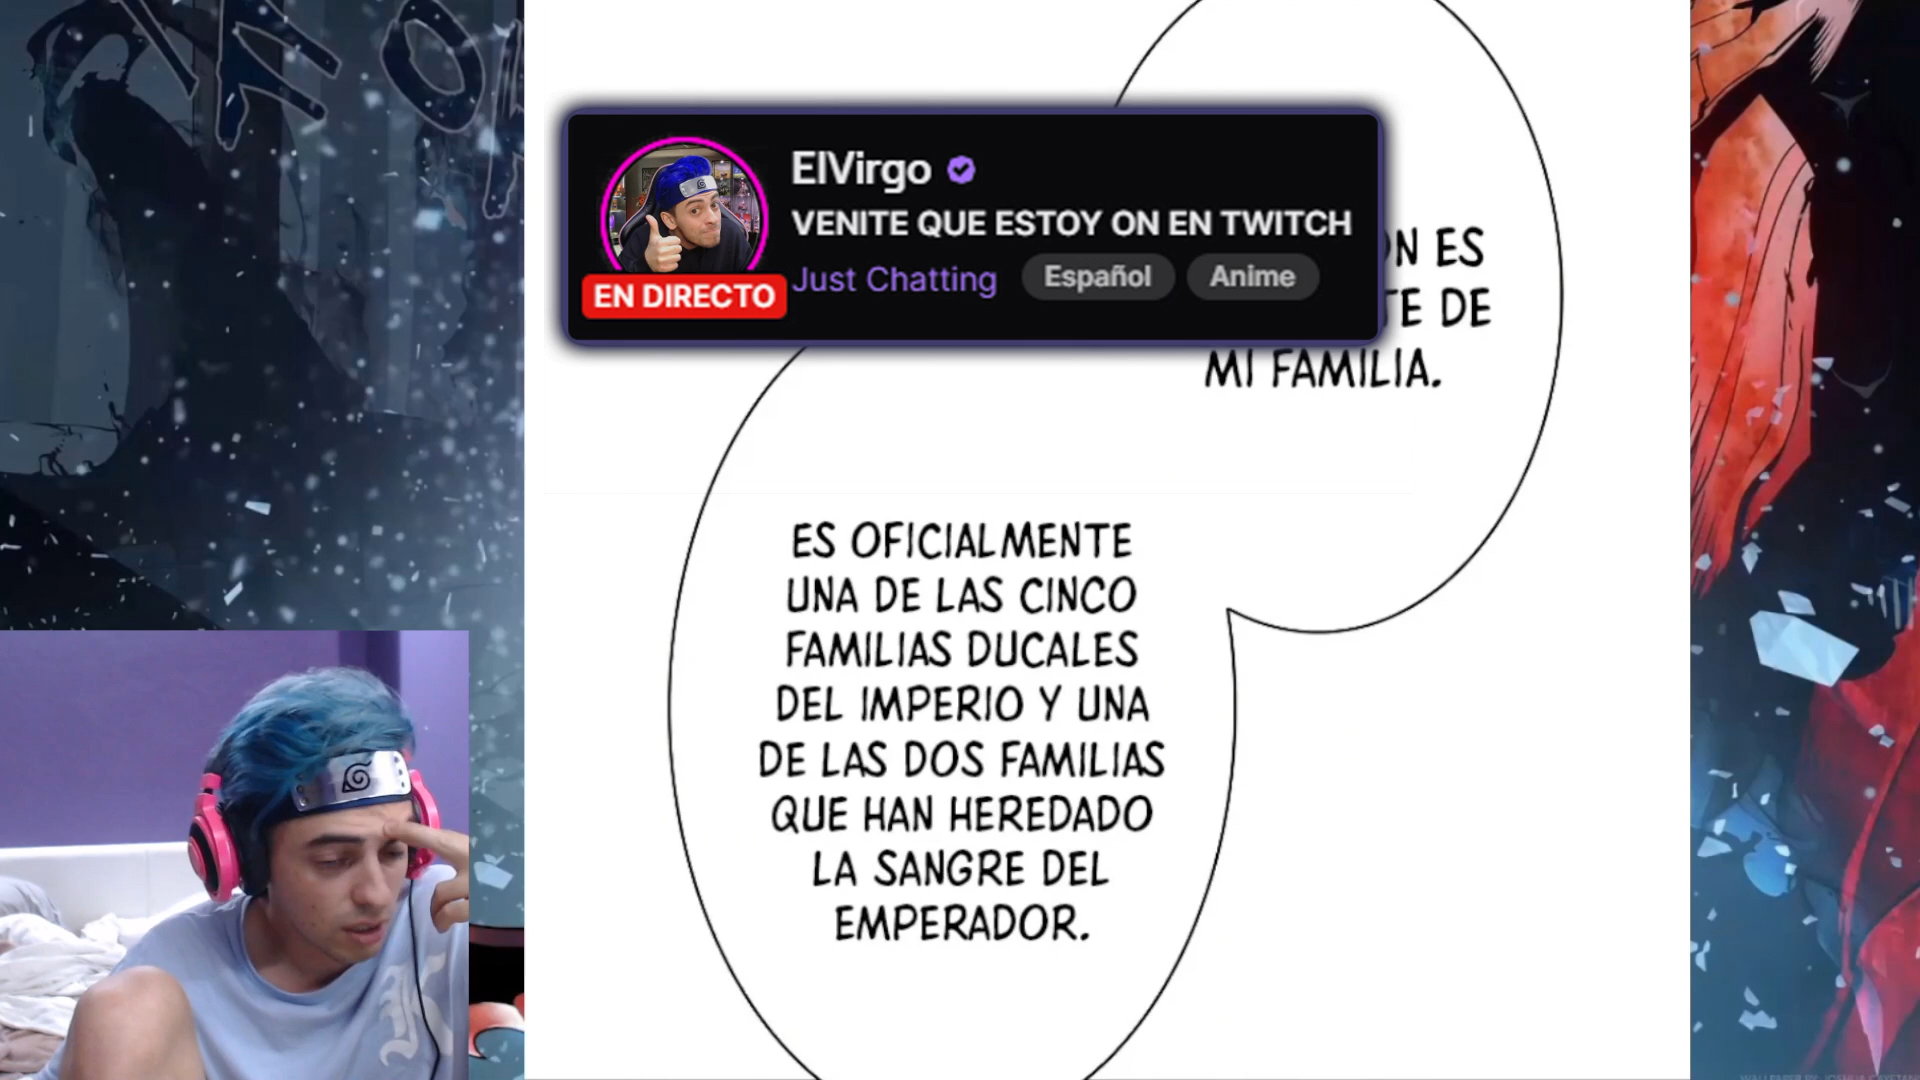 ElVirgo
VENITE QUE ESTOY ON EN TWITCH
Just Chatting Español Anime
EN DIRECTO
N ES
TE DE
MI FAMILIA.
ES OFICIALMENTE
UNA DE LAS CINCO
FAMILIAS DUCALES
DEL IMPERIO Y UNA
DE LAS DOS FAMILIAS
QUE HAN HEREDADO
LA SANGRE DEL
EMPERADOR.